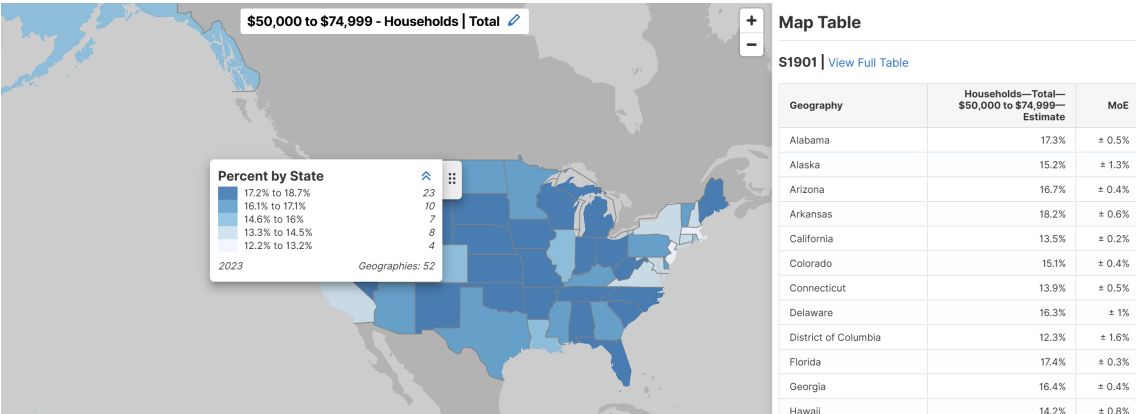 $50,000 to $74,999 - Households | Total
+
−
Percent by State
17.2% to 18.7% 23
16.1% to 17.1% 10
14.6% to 16% 7
13.3% to 14.5% 8
12.2% to 13.2% 4
2023 Geographies: 52
Map Table
S1901 | View Full Table
Geography Households—Total—
$50,000 to $74,999—
Estimate MoE
Alabama 17.3% ± 0.5%
Alaska 15.2% ± 1.3%
Arizona 16.7% ± 0.4%
Arkansas 18.2% ± 0.6%
California 13.5% ± 0.2%
Colorado 15.1% ± 0.4%
Connecticut 13.9% ± 0.5%
Delaware 16.3% ± 1%
District of Columbia 12.3% ± 1.6%
Florida 17.4% ± 0.3%
Georgia 16.4% ± 0.4%
Hawaii 14.2% ± 0.8%